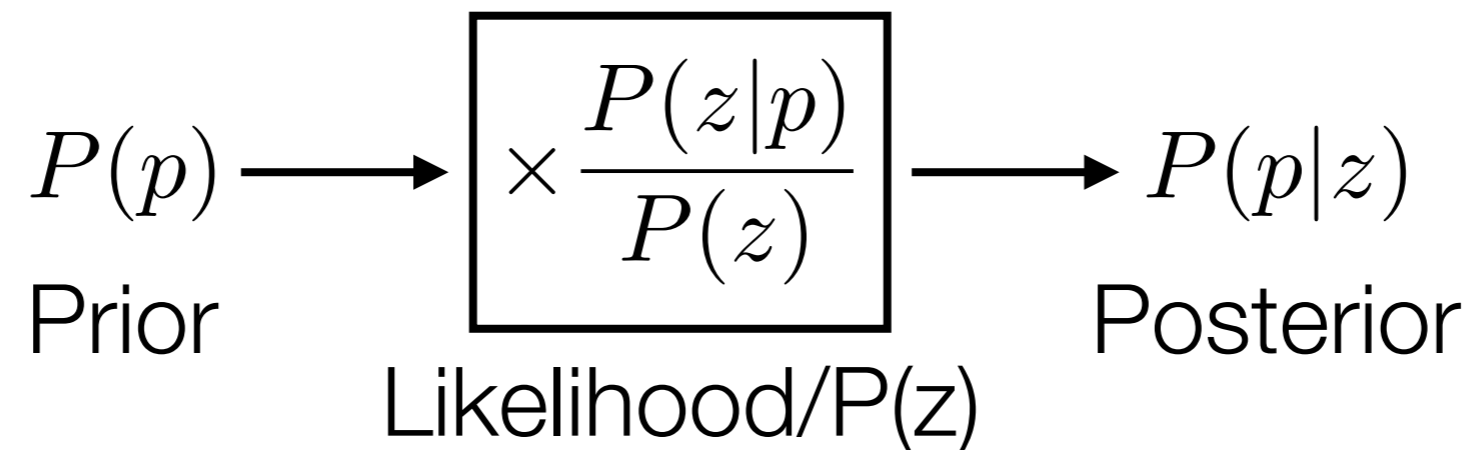 P(p) × P(z|p) / P(z) P(p|z)
Prior Posterior
Likelihood/P(z)